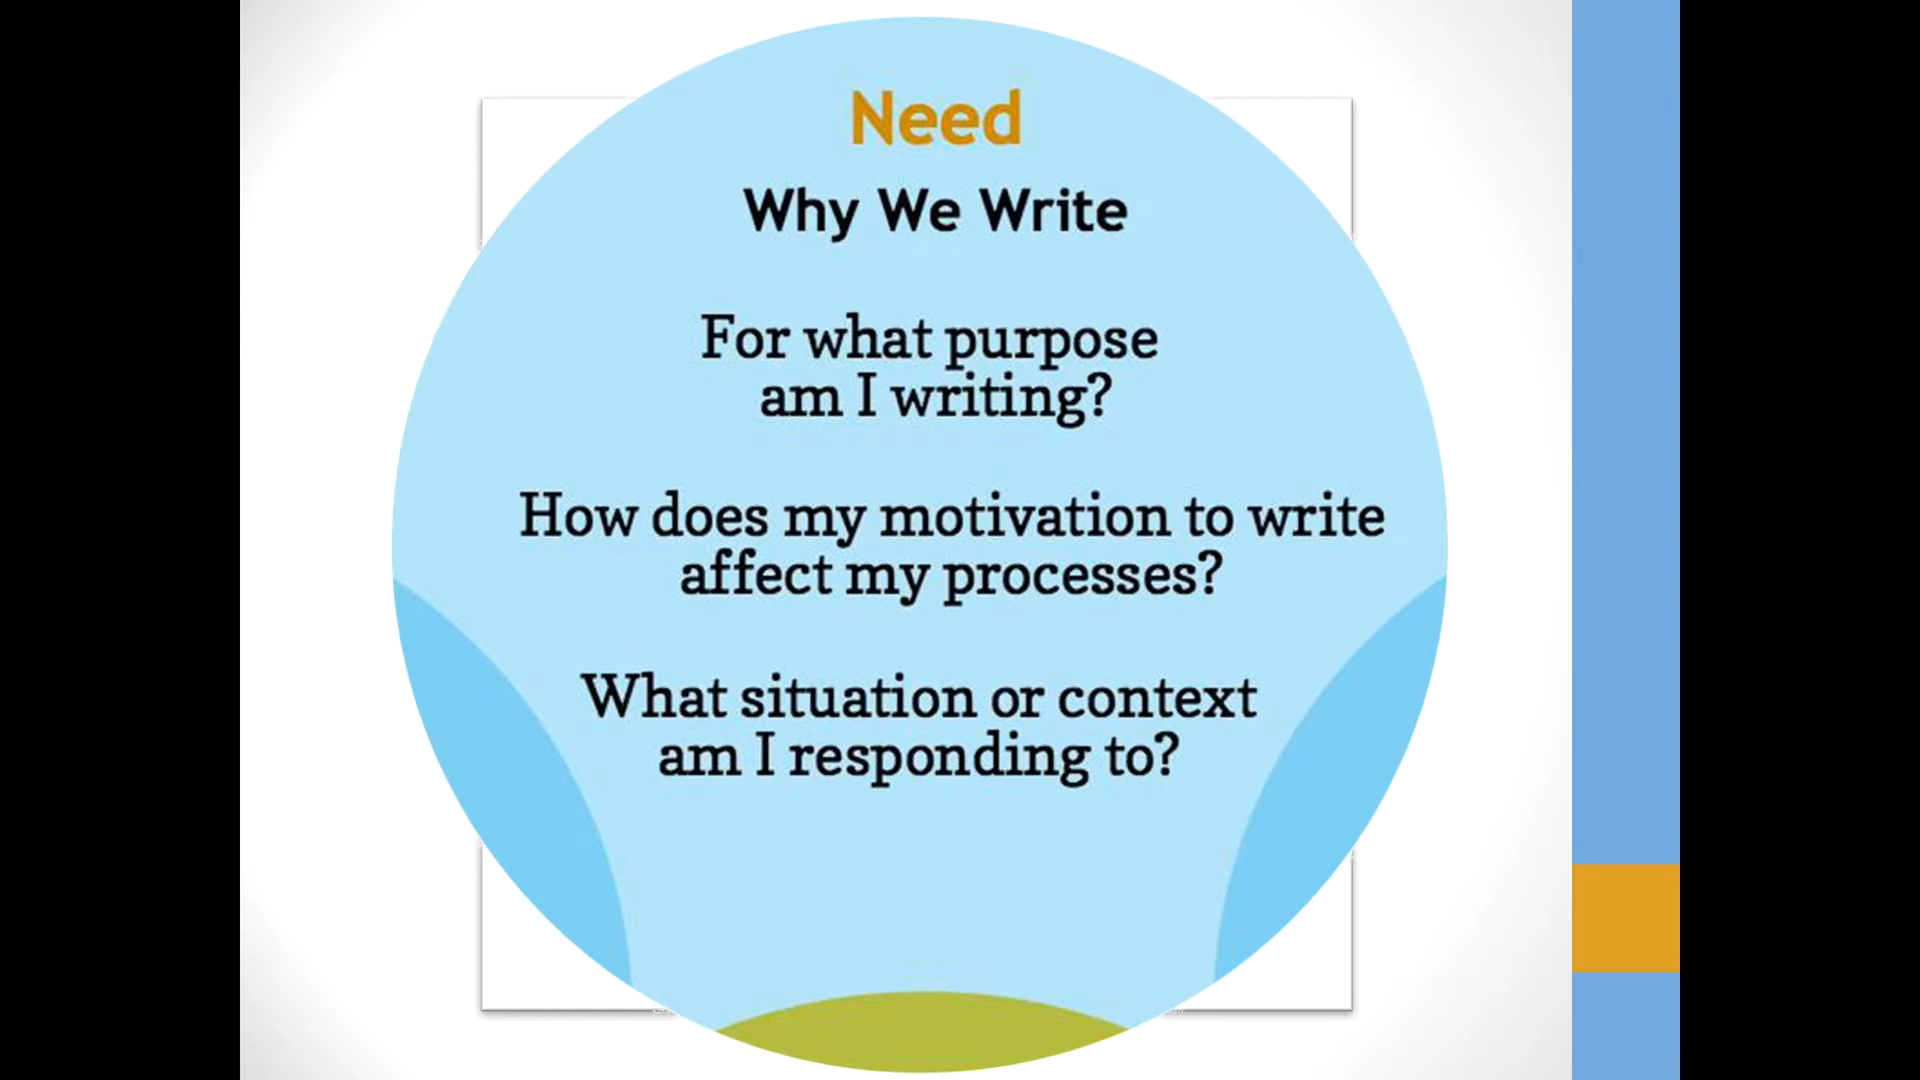 Need
Why We Write
For what purpose
am I writing?
How does my motivation to write
affect my processes?
What situation or context
am I responding to?